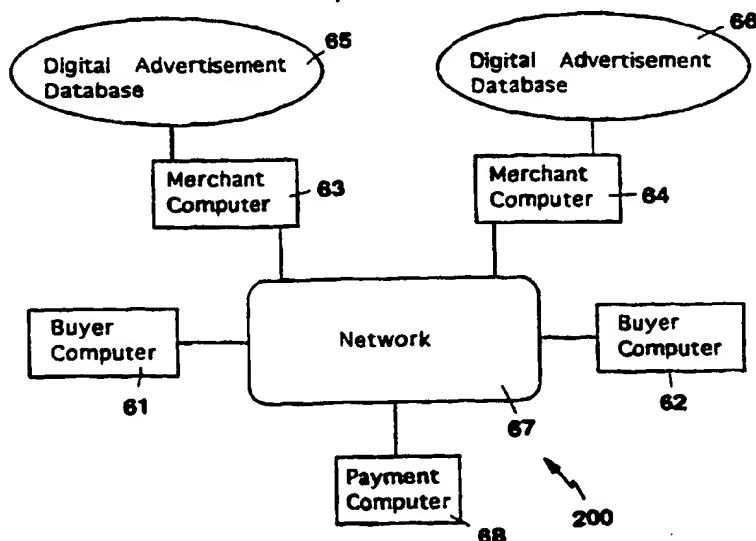 65
Digital Advertisement
Database
66
Digital Advertisement
Database
Merchant
Computer
63
Merchant
Computer
64
Buyer
Computer
61
Network
67
Buyer
Computer
62
Payment
Computer
68
200